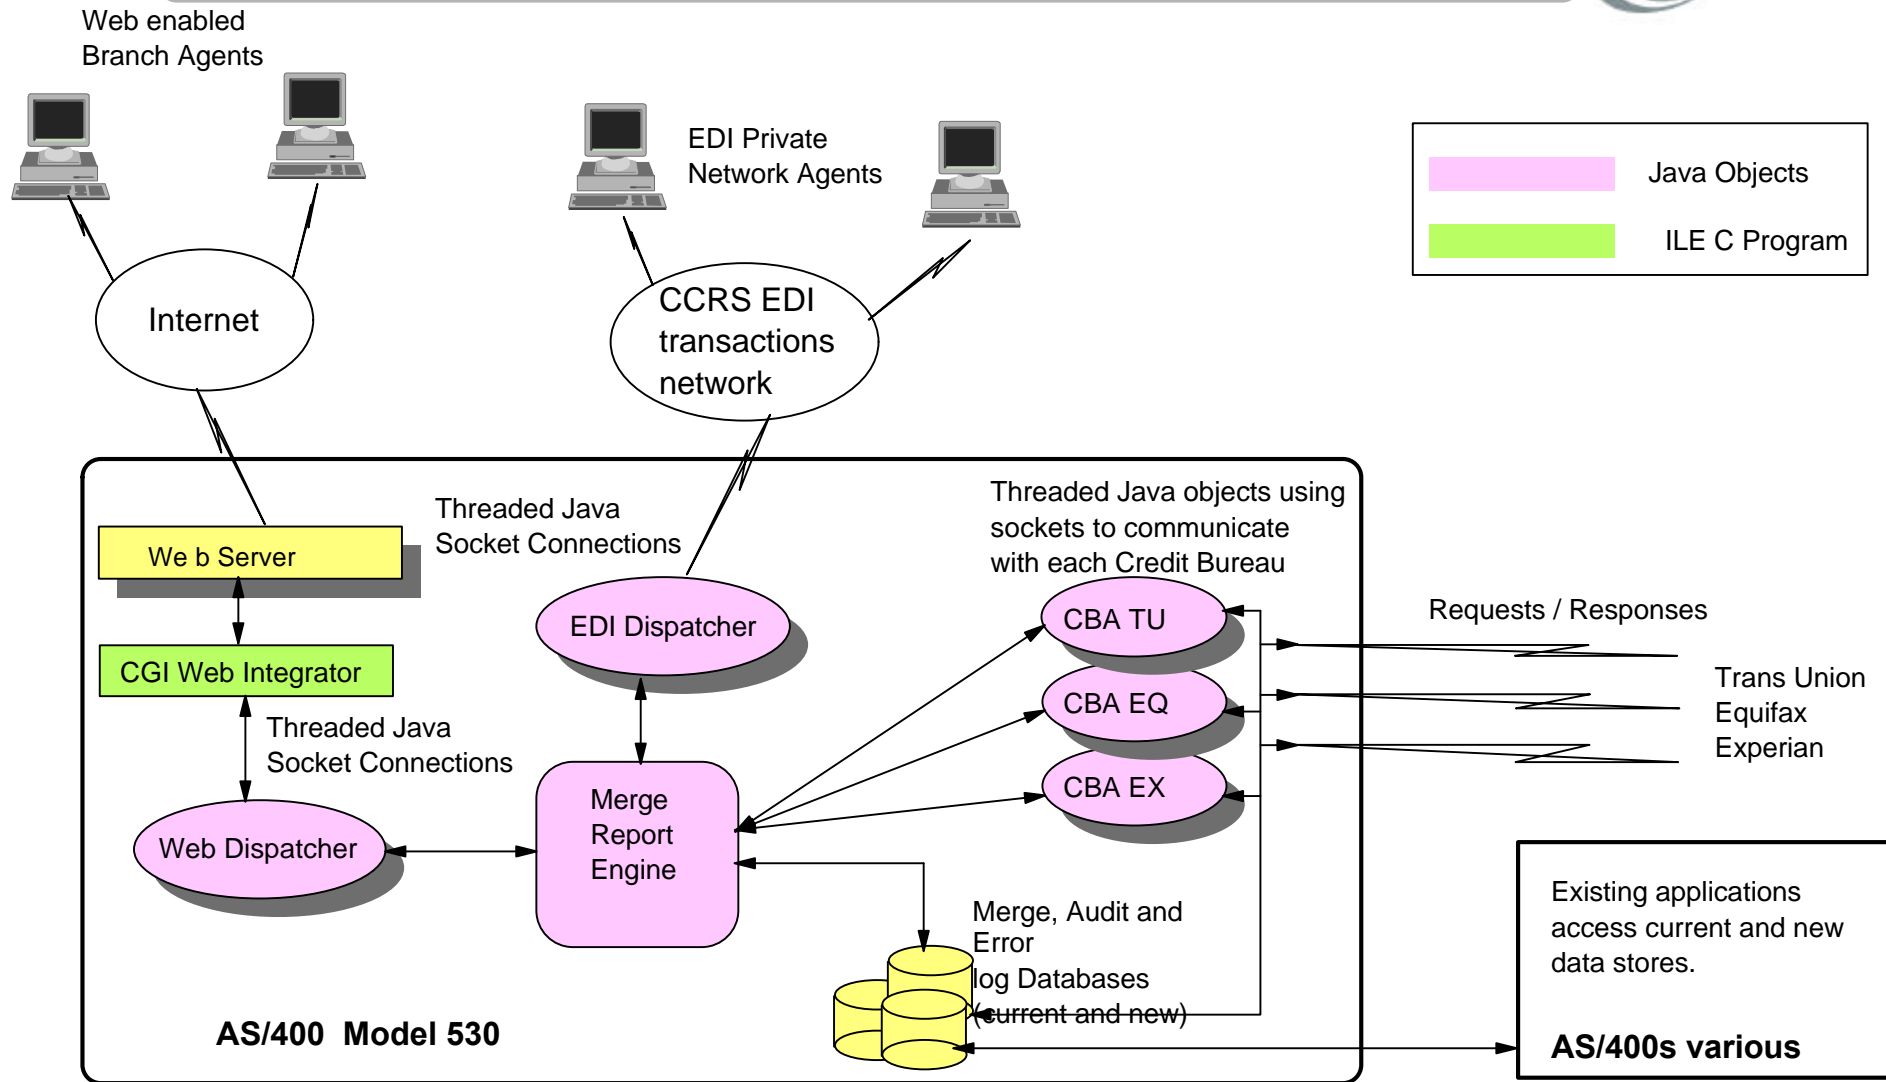 Web enabled
Branch Agents
EDI Private
Network Agents
Java Objects
ILE C Program
Internet
CCRS EDI
transactions
network
Threaded Java
Socket Connections
Threaded Java objects using
sockets to communicate
with each Credit Bureau
We b Server
EDI Dispatcher
CBA TU
Requests / Responses
CGI Web Integrator
CBA EQ
Trans Union
Equifax
Experian
Threaded Java
Socket Connections
CBA EX
Merge
Report
Engine
Web Dispatcher
Merge, Audit and
Error
log Databases
(current and new)
Existing applications
access current and new
data stores.
AS/400 Model 530
AS/400s various